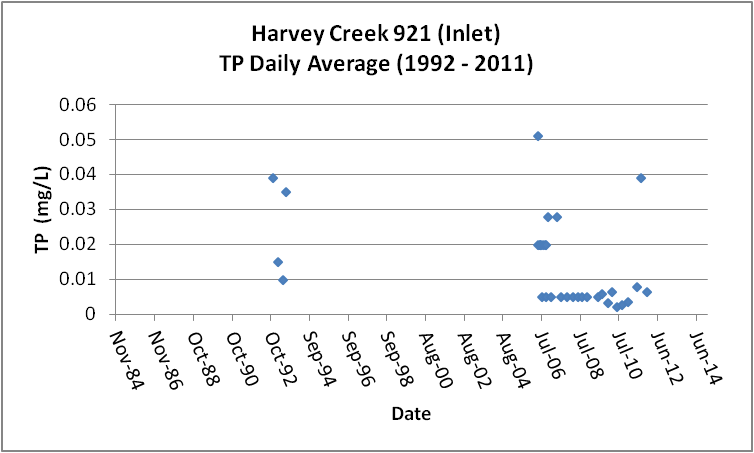 Harvey Creek 921 (Inlet)
TP Daily Average (1992 - 2011)
0.06
0.05
0.04
0.03
0.02
0.01
0
TP (mg/L)
Nov-84
Nov-86
Oct-88
Oct-90
Oct-92
Sep-94
Sep-96
Sep-98
Aug-00
Aug-02
Aug-04
Jul-06
Jul-08
Jul-10
Jun-12
Jun-14
Date